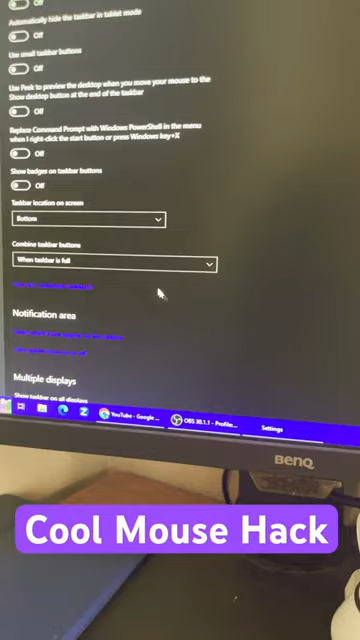 Off
Automatically hide the taskbar in tablet mode
Off
Use small taskbar buttons
Off
Use Peek to preview the desktop when you move your mouse to the
Show desktop button at the end of the taskbar
Off
Replace Command Prompt with Windows PowerShell in the menu
when I right-click the start button or press Windows key+X
Off
Show badges on taskbar buttons
Off
Taskbar location on screen
Bottom
Combine taskbar buttons
When taskbar is full
Notification area
Multiple displays
Show taskbar on all displays
YouTube - Google ...
OBS 30.1.1 - Profile...
Settings
BenQ
Cool Mouse Hack